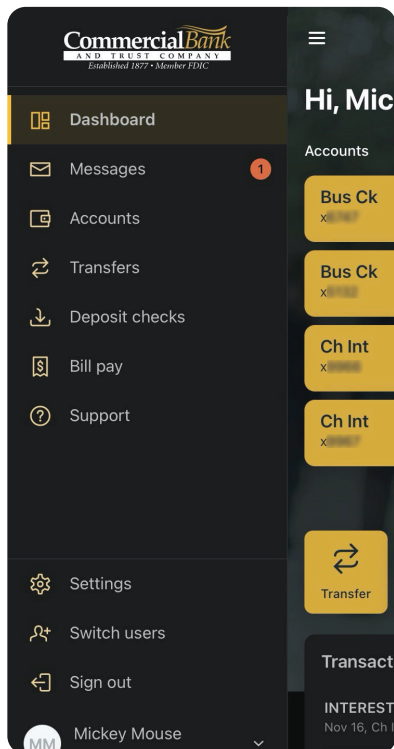 CommercialBank
AND TRUST COMPANY
Established 1877 • Member FDIC
Dashboard
Messages
1
Accounts
Transfers
Deposit checks
Bill pay
Support
Settings
Switch users
Sign out
MM
Mickey Mouse
Hi, Mic
Accounts
Bus Ck
x
Bus Ck
x
Ch Int
x
Ch Int
x
Transfer
Transact
INTEREST
Nov 16, Ch I